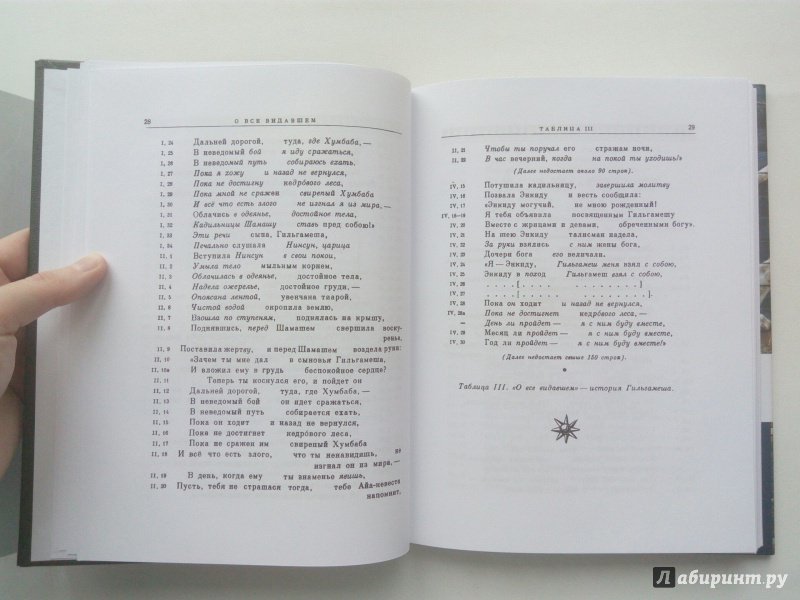 28
О ВСЕ ВИДАВШЕМ
I, 24 Дальней дорогой, туда, где Хумбаба,—
I, 25 В неведомый бой я иду сражаться,
I, 26 В неведомый путь собираюсь ехать.
I, 27 Пока я хожу и назад не вернулся,
I, 28 Пока не достигну кедро́вого леса,
I, 29 Пока мной не сражен свирепый Хумбаба
I, 30 И всё что есть злого не изгнал я из мира,—
I, 31 Облачись в одеянье, достойное тела,
I, 32 Кадильницы Шамашу ставь пред собою!»
I, 33 Эти речи сына, Гильгамеша,
I, 34 Печально слушала Нинсун, царица
II, 1 Вступила Нинсун в свои покои,
II, 2 Умыла тело мыльным корнем,
II, 3 Облачилась в одеянье, достойное тела,
II, 4 Надела ожерелье, достойное груди,—
II, 5 Опоясана лентой, увенчана тиарой,
II, 6 Чистой водой окропила землю,
II, 7 Взошла по ступеням, поднялась на крышу,
II, 8 Поднявшись, перед Шамашем свершила воску-
ренье,
II, 9 Поставила жертву, и перед Шамашем воздела руки:
II, 10 «Зачем ты мне дал в сыновья Гильгамеша,
II, 10а И вложил ему в грудь беспокойное сердце?
II, 11 Теперь ты коснулся его, и пойдет он
II, 12 Дальней дорогой, туда, где Хумбаба,—
II, 13 В неведомый бой он идет сражаться,
II, 14 В неведомый путь собирается ехать,
II, 15 Пока он ходит и назад не вернулся,
II, 16 Пока не достигнет кедро́вого леса,
II, 17 Пока не сражен им свирепый Хумбаба
II, 18 И всё что есть злого, что ты ненавидишь, не
изгнал он из мира,—
II, 19 В день, когда ему ты знаменье явишь,
II, 20 Пусть, тебя не страшася тогда, тебе Айа-невеста
напомнит,
ТАБЛИЦА III
29
II, 21 Чтобы ты поручал его стражам ночи,
II, 22 В час вечерний, когда на покой ты уходишь!»
(Далее недостает около 90 строк).
IV, 15 Потушила кадильницу, завершила молитву
IV, 16 Позвала Энкиду и весть сообщила:
IV, 17 «Энкиду могучий, не мною рожденный!
IV, 18—19 Я тебя объявила посвященным Гильгамешу
IV, 20 Вместе с жрицами и девами, обреченными богу».
IV, 21 На шею Энкиду талисман надела,
IV, 22 За руки взялись с ним жены бога,
IV, 23 Дочери бога его величали.
IV, 24 «Я — Энкиду, Гильгамеш меня взял с собою,
IV, 25 Энкиду в поход Гильгамеш взял с собою,
IV, 26 . . . . . [. . . . . . . . . . . ]
IV, 27 . . . . . [. . . . . . . . . . . ].
IV, 28 Пока он ходит и назад не вернулся,
IV, 28а Пока не достигнет кедро́вого леса,—
— День ли пройдет — я с ним буду вместе,
IV, 29 Месяц ли пройдет — я с ним буду вместе,
IV, 30 Год ли пройдет — я с ним буду вместе!»
(Далее недостает свыше 150 строк).
Таблица III. «О все видавшем» — история Гильгамеша.
Лабиринт.ру